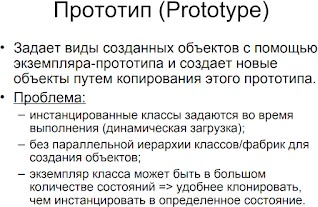 Прототип (Prototype)
• Задает виды созданных объектов с помощью
экземпляра-прототипа и создает новые
объекты путем копирования этого прототипа.
• Проблема:
– инстанцированные классы задаются во время
выполнения (динамическая загрузка);
– без параллельной иерархии классов/фабрик для
создания объектов;
– экземпляр класса может быть в большом
количестве состояний => удобнее клонировать,
чем инстанцировать в определенное состояние.